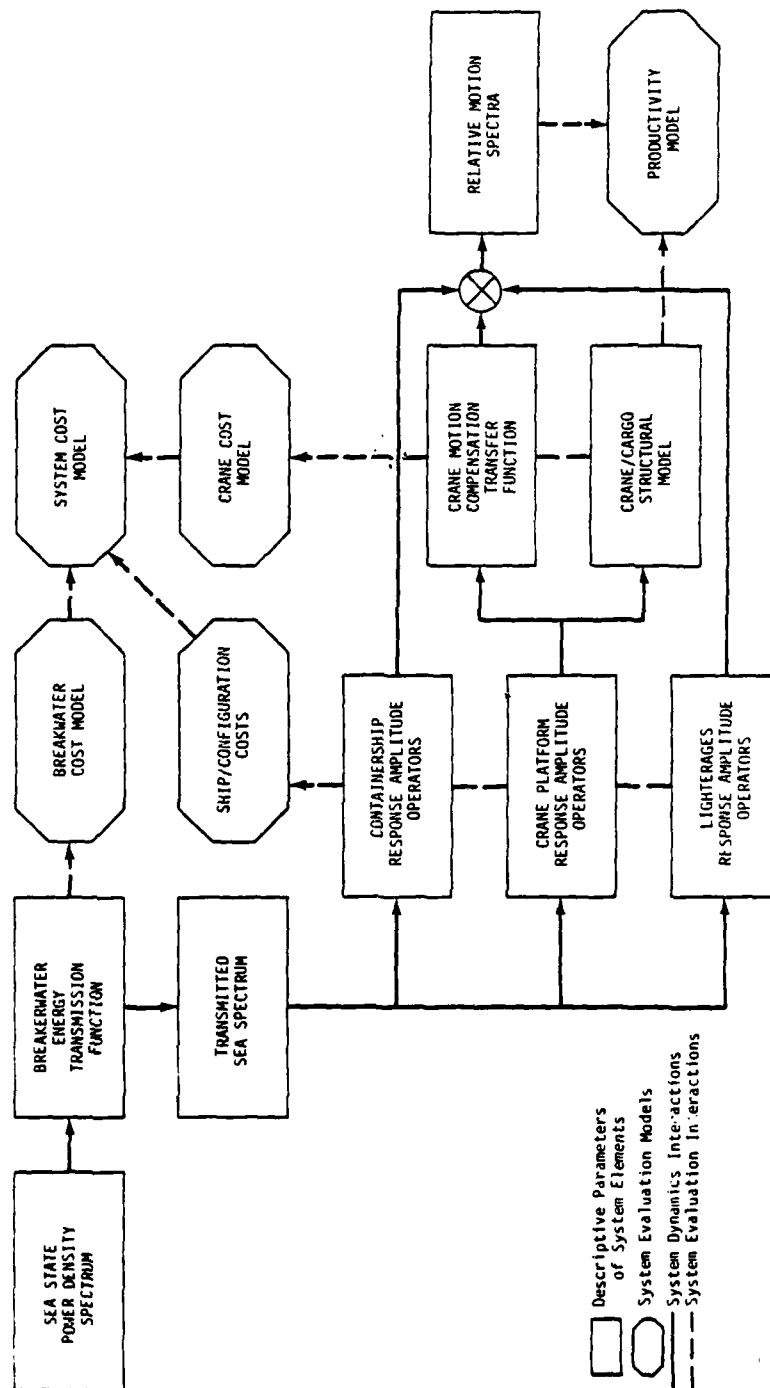 SEA STATE
POWER DENSITY
SPECTRUM
BREAKERWATER
ENERGY
TRANSMISSION
FUNCTION
BREAKWATER
COST MODEL
SYSTEM COST
MODEL
TRANSMITTED
SEA SPECTRUM
SHIP/CONFIGURATION
COSTS
CRANE COST
MODEL
CONTAINERSHIP
RESPONSE AMPLITUDE
OPERATORS
CRANE MOTION
COMPENSATION
TRANSFER
FUNCTION
RELATIVE MOTION
SPECTRA
CRANE PLATFORM
RESPONSE AMPLITUDE
OPERATORS
CRANE/CARGO
STRUCTURAL
MODEL
PRODUCTIVITY
MODEL
LIGHTERAGES
RESPONSE AMPLITUDE
OPERATORS
Descriptive Parameters
of System Elements
System Evaluation Models
System Dynamics Interactions
System Evaluation Interactions